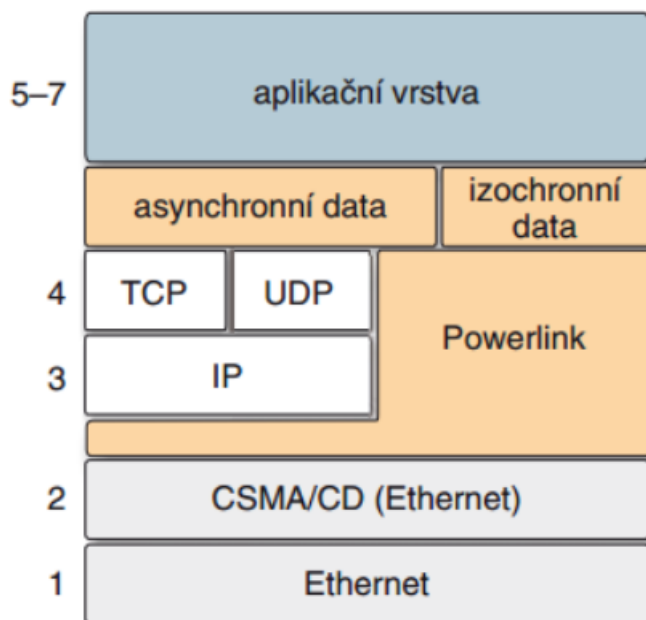 5–7
aplikační vrstva
asynchronní data
izochronní
data
4
TCP
UDP
Powerlink
3
IP
2
CSMA/CD (Ethernet)
1
Ethernet